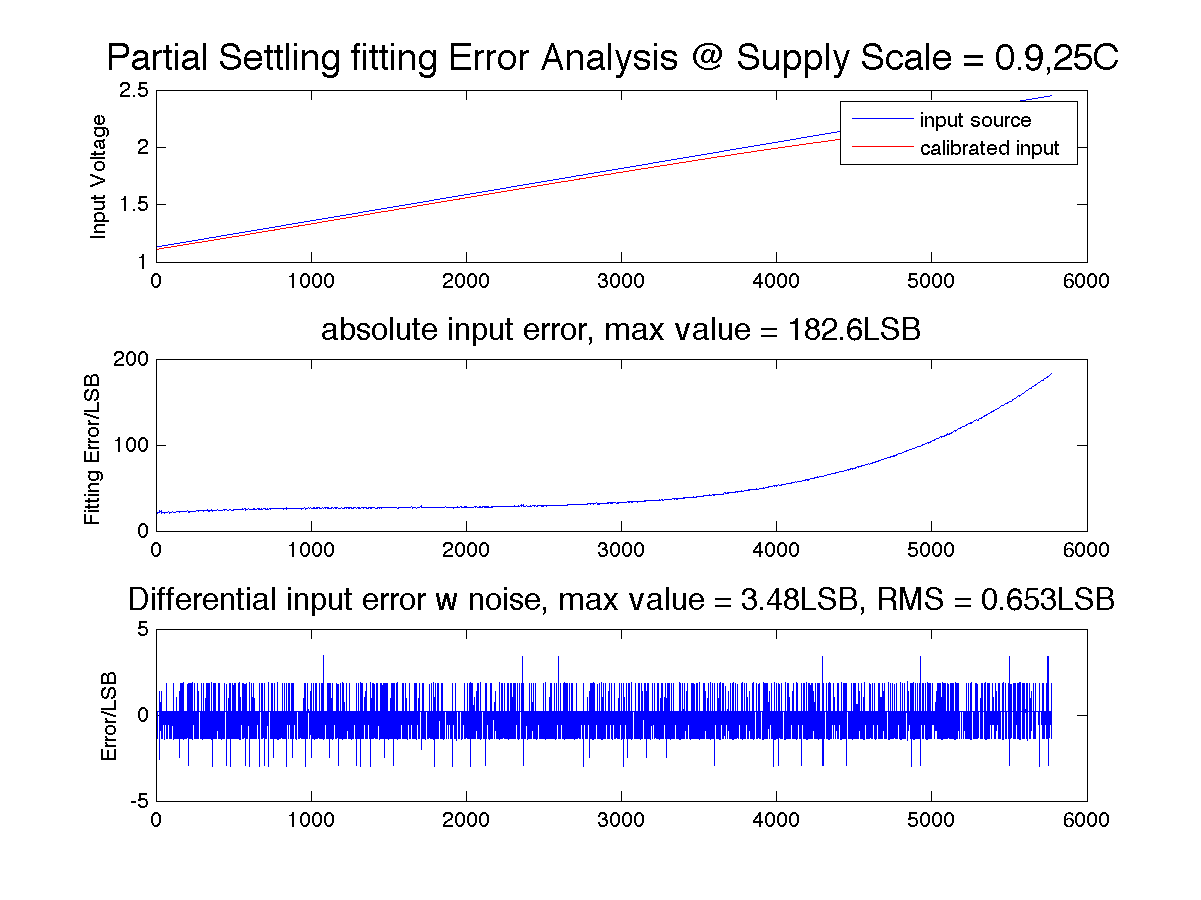 Partial Settling fitting Error Analysis @ Supply Scale = 0.9,25C
2.5
2
1.5
1
Input Voltage
input source
calibrated input
0 1000 2000 3000 4000 5000 6000
absolute input error, max value = 182.6LSB
200
100
0
Fitting Error/LSB
0 1000 2000 3000 4000 5000 6000
Differential input error w noise, max value = 3.48LSB, RMS = 0.653LSB
5
0
-5
Error/LSB
0 1000 2000 3000 4000 5000 6000